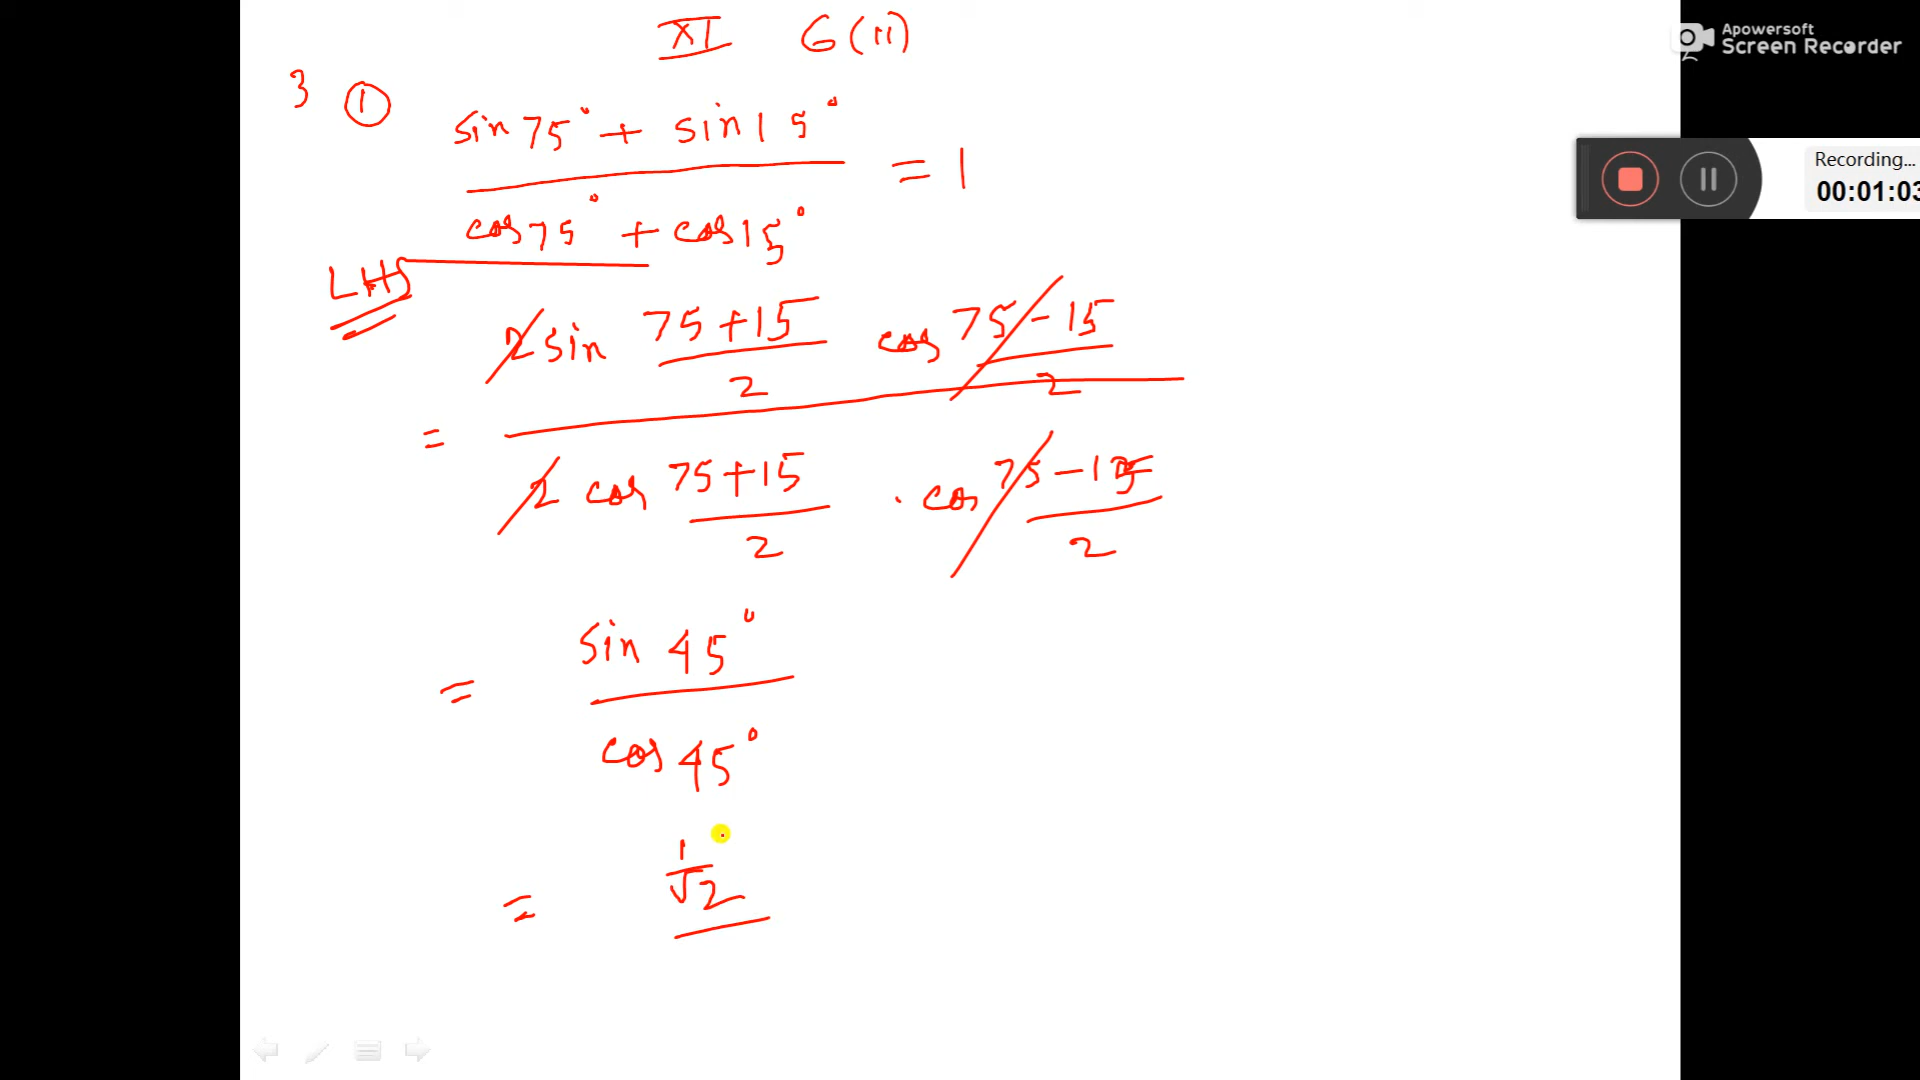 XI 6(ii)
3 ① sin 75° + sin 15°
cos 75° + cos 15°
= 1
LHS
2 sin 75+15 cos 75-15
2 2
=
2 cos 75+15 . cos 75-15
2 2
sin 45°
=
cos 45°
= 1
√2
Apowersoft
Screen Recorder
Recording...
00:01:03